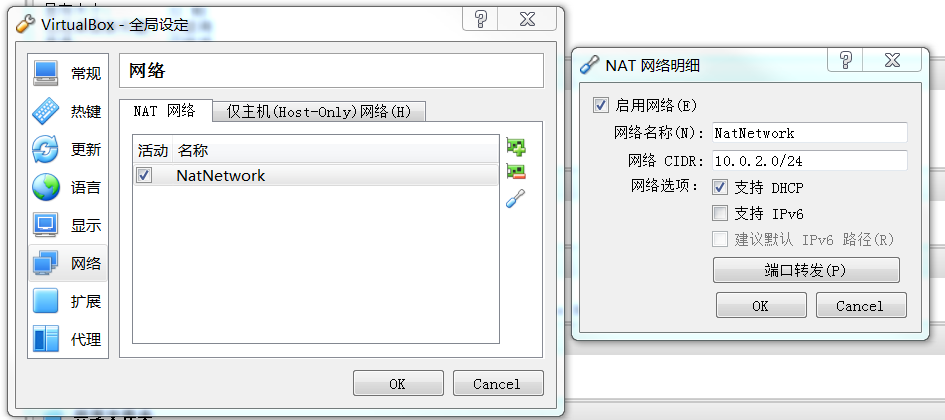 VirtualBox - 全局设定
常规
热键
更新
语言
显示
网络
扩展
代理
网络
NAT 网络
仅主机(Host-Only)网络(H)
活动 名称
NatNetwork
OK
Cancel
NAT 网络明细
启用网络(E)
网络名称(N): NatNetwork
网络 CIDR: 10.0.2.0/24
网络选项: 支持 DHCP
支持 IPv6
建议默认 IPv6 路径(R)
端口转发(P)
OK
Cancel